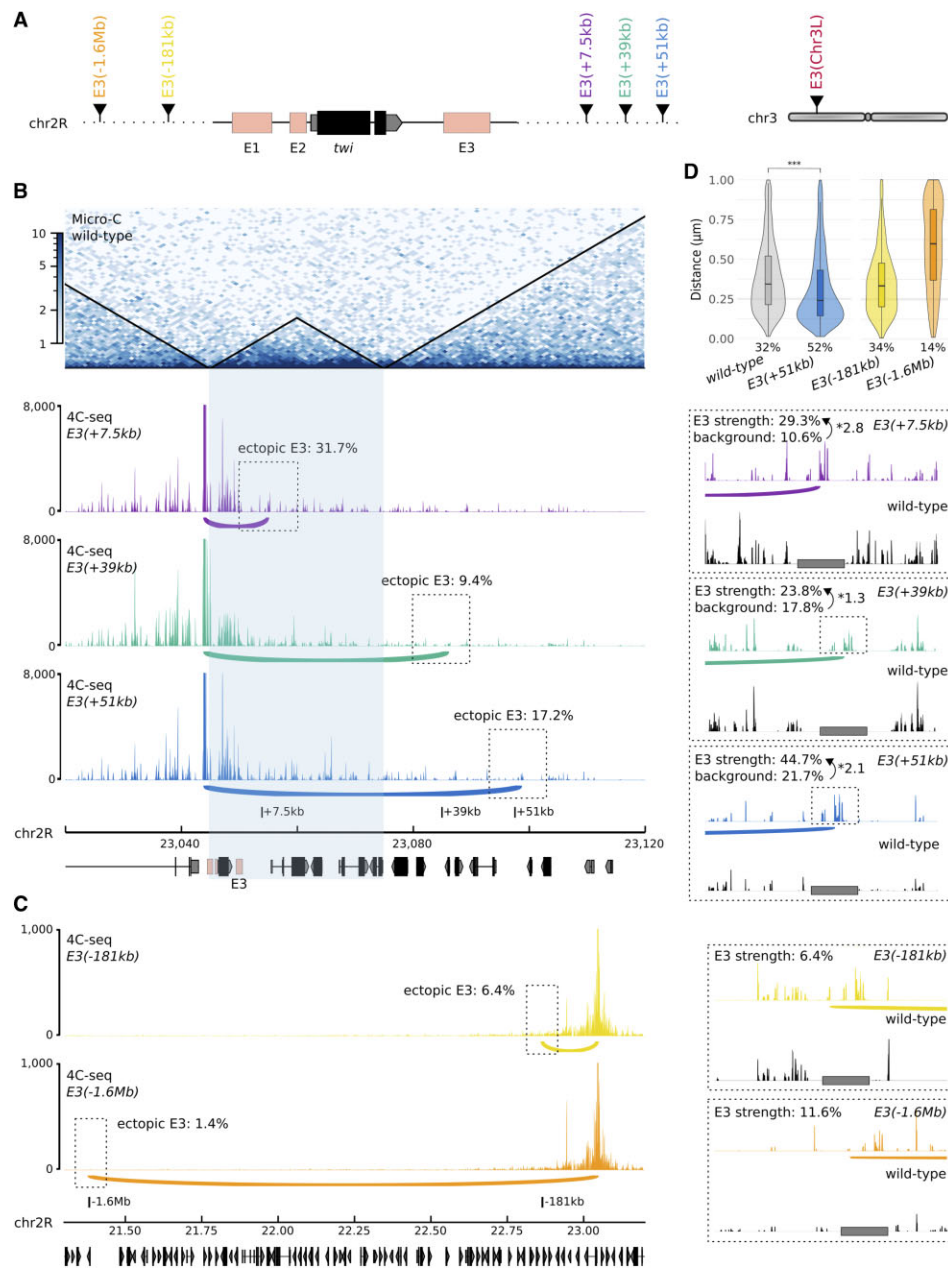 A
E3(-1.6Mb)
E3(-181kb)
E3(+7.5kb)
E3(+39kb)
E3(+51kb)
E3(Chr3L)
chr2R
chr3
E1
E2
twi
E3
B
Micro-C
wild-type
10
5
2
1
8,000
4C-seq
E3(+7.5kb)
ectopic E3: 31.7%
0
8,000
4C-seq
E3(+39kb)
ectopic E3: 9.4%
0
8,000
4C-seq
E3(+51kb)
ectopic E3: 17.2%
0
+7.5kb
+39kb
+51kb
chr2R
23,040
23,080
23,120
E3
C
1,000
4C-seq
E3(-181kb)
ectopic E3: 6.4%
0
1,000
4C-seq
E3(-1.6Mb)
ectopic E3: 1.4%
0
-1.6Mb
-181kb
chr2R
21.50
21.75
22.00
22.25
22.50
22.75
23.00
D
***
Distance (μm)
1.00
0.75
0.50
0.25
0.00
32%
52%
34%
14%
wild-type
E3(+51kb)
E3(-181kb)
E3(-1.6Mb)
E3 strength: 29.3%
background: 10.6%
*2.8
E3(+7.5kb)
wild-type
E3 strength: 23.8%
background: 17.8%
*1.3
E3(+39kb)
wild-type
E3 strength: 44.7%
background: 21.7%
*2.1
E3(+51kb)
wild-type
E3 strength: 6.4%
E3(-181kb)
wild-type
E3 strength: 11.6%
E3(-1.6Mb)
wild-type